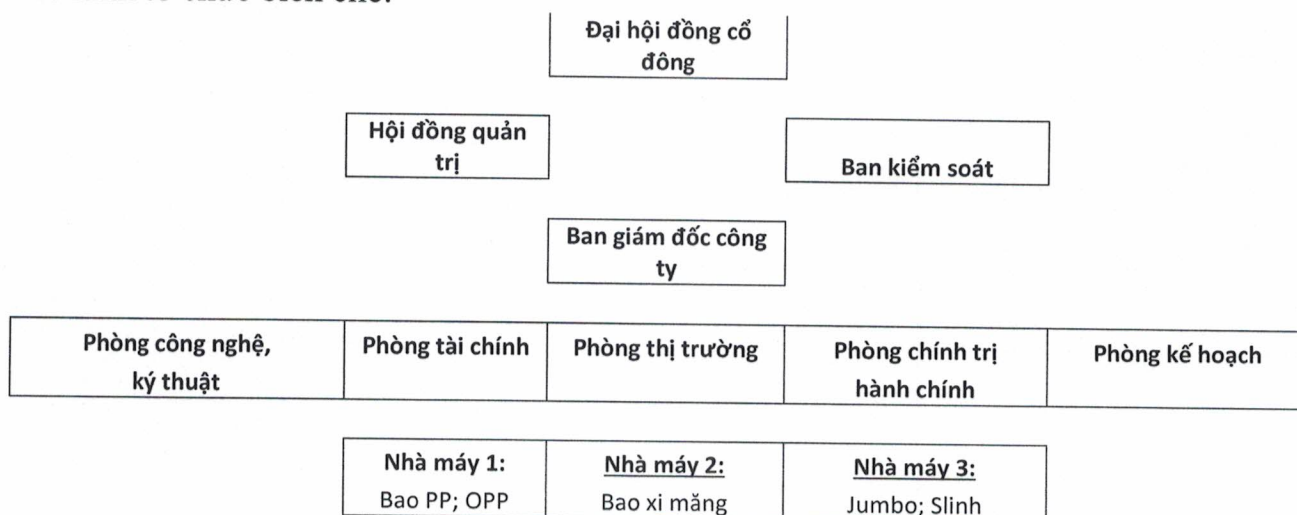 Đại hội đồng cổ
đông
Hội đồng quản
trị
Ban kiểm soát
Ban giám đốc công
ty
Phòng công nghệ,
ký thuật
Phòng tài chính
Phòng thị trường
Phòng chính trị
hành chính
Phòng kế hoạch
Nhà máy 1:
Bao PP; OPP
Nhà máy 2:
Bao xi măng
Nhà máy 3:
Jumbo; Slinh